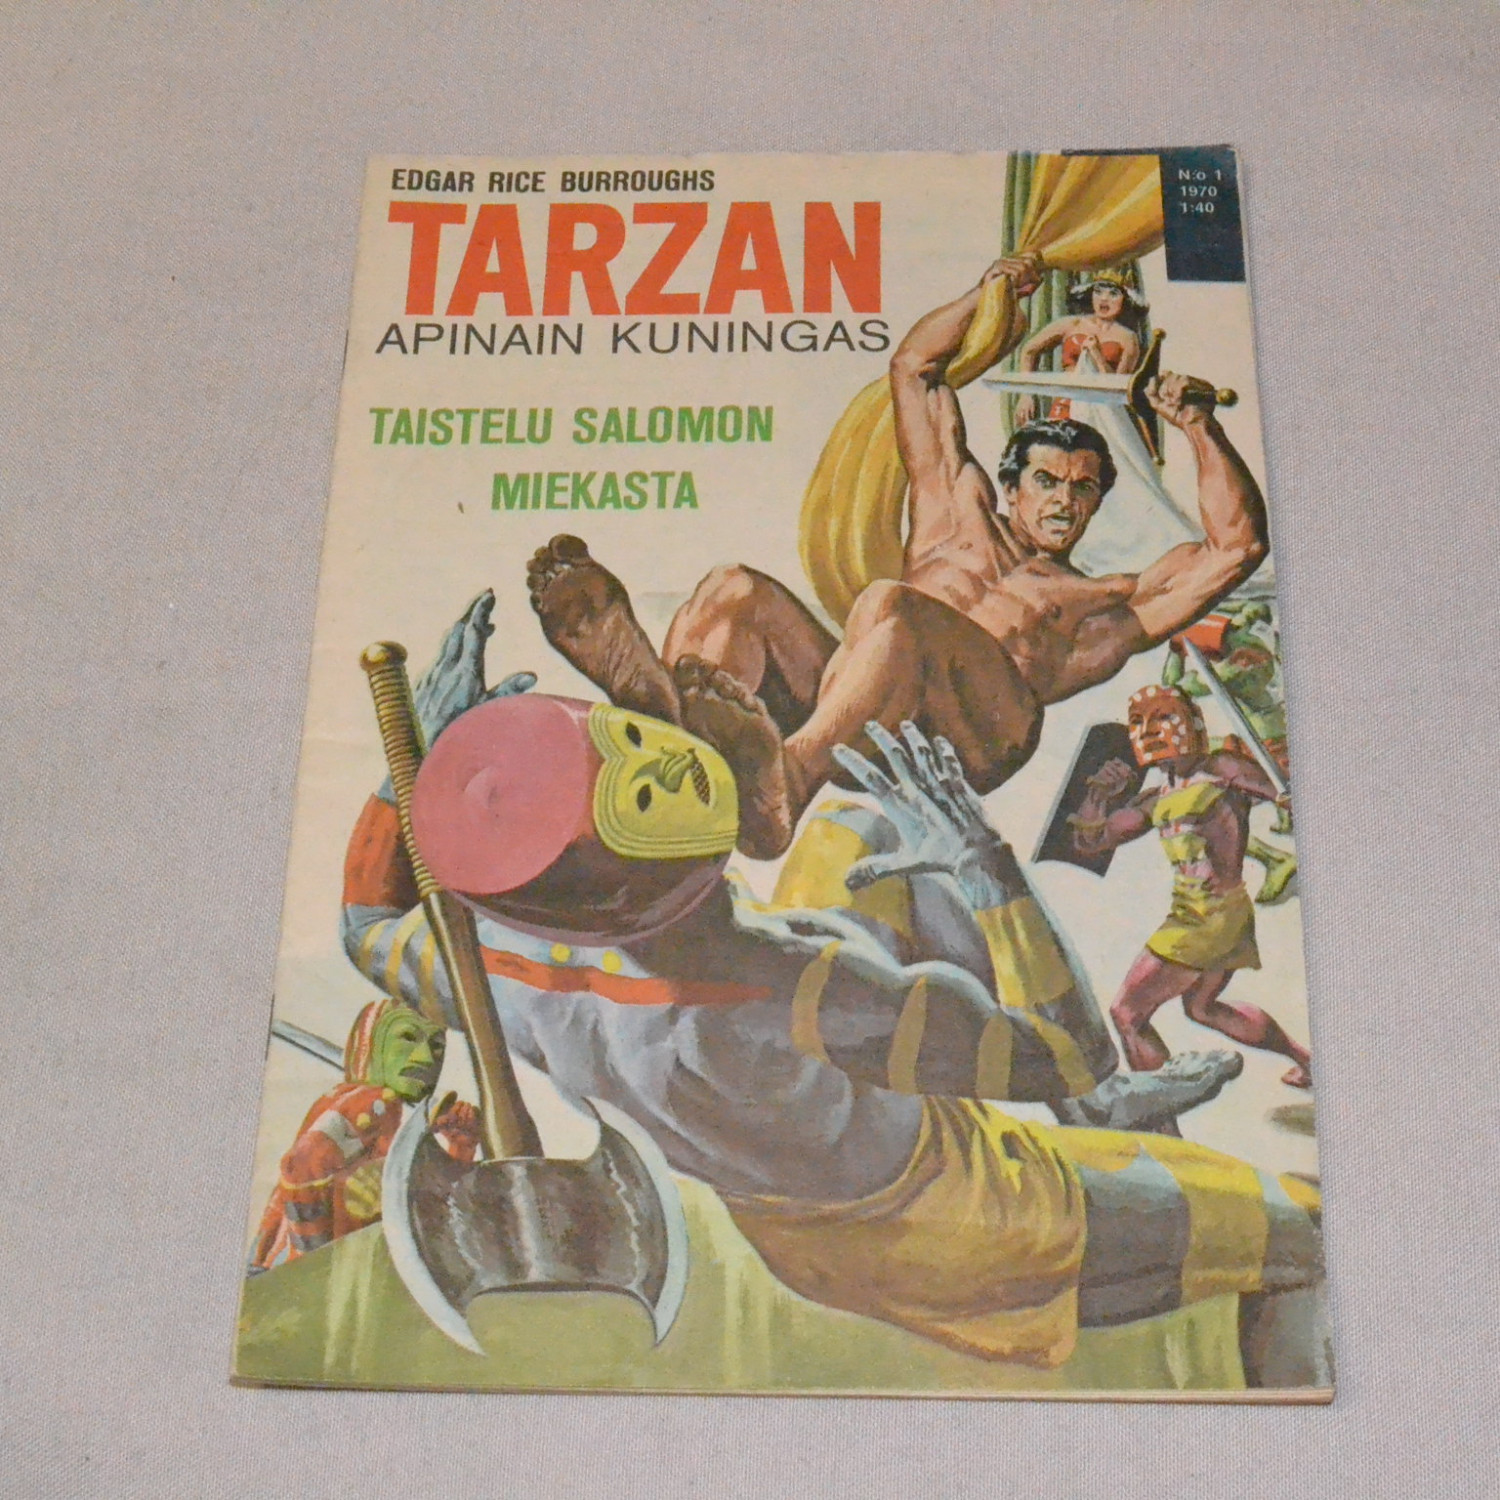 EDGAR RICE BURROUGHS
TARZAN
APINAIN KUNINGAS
TAISTELU SALOMON
MIEKASTA
N:o 1
1970
1:40